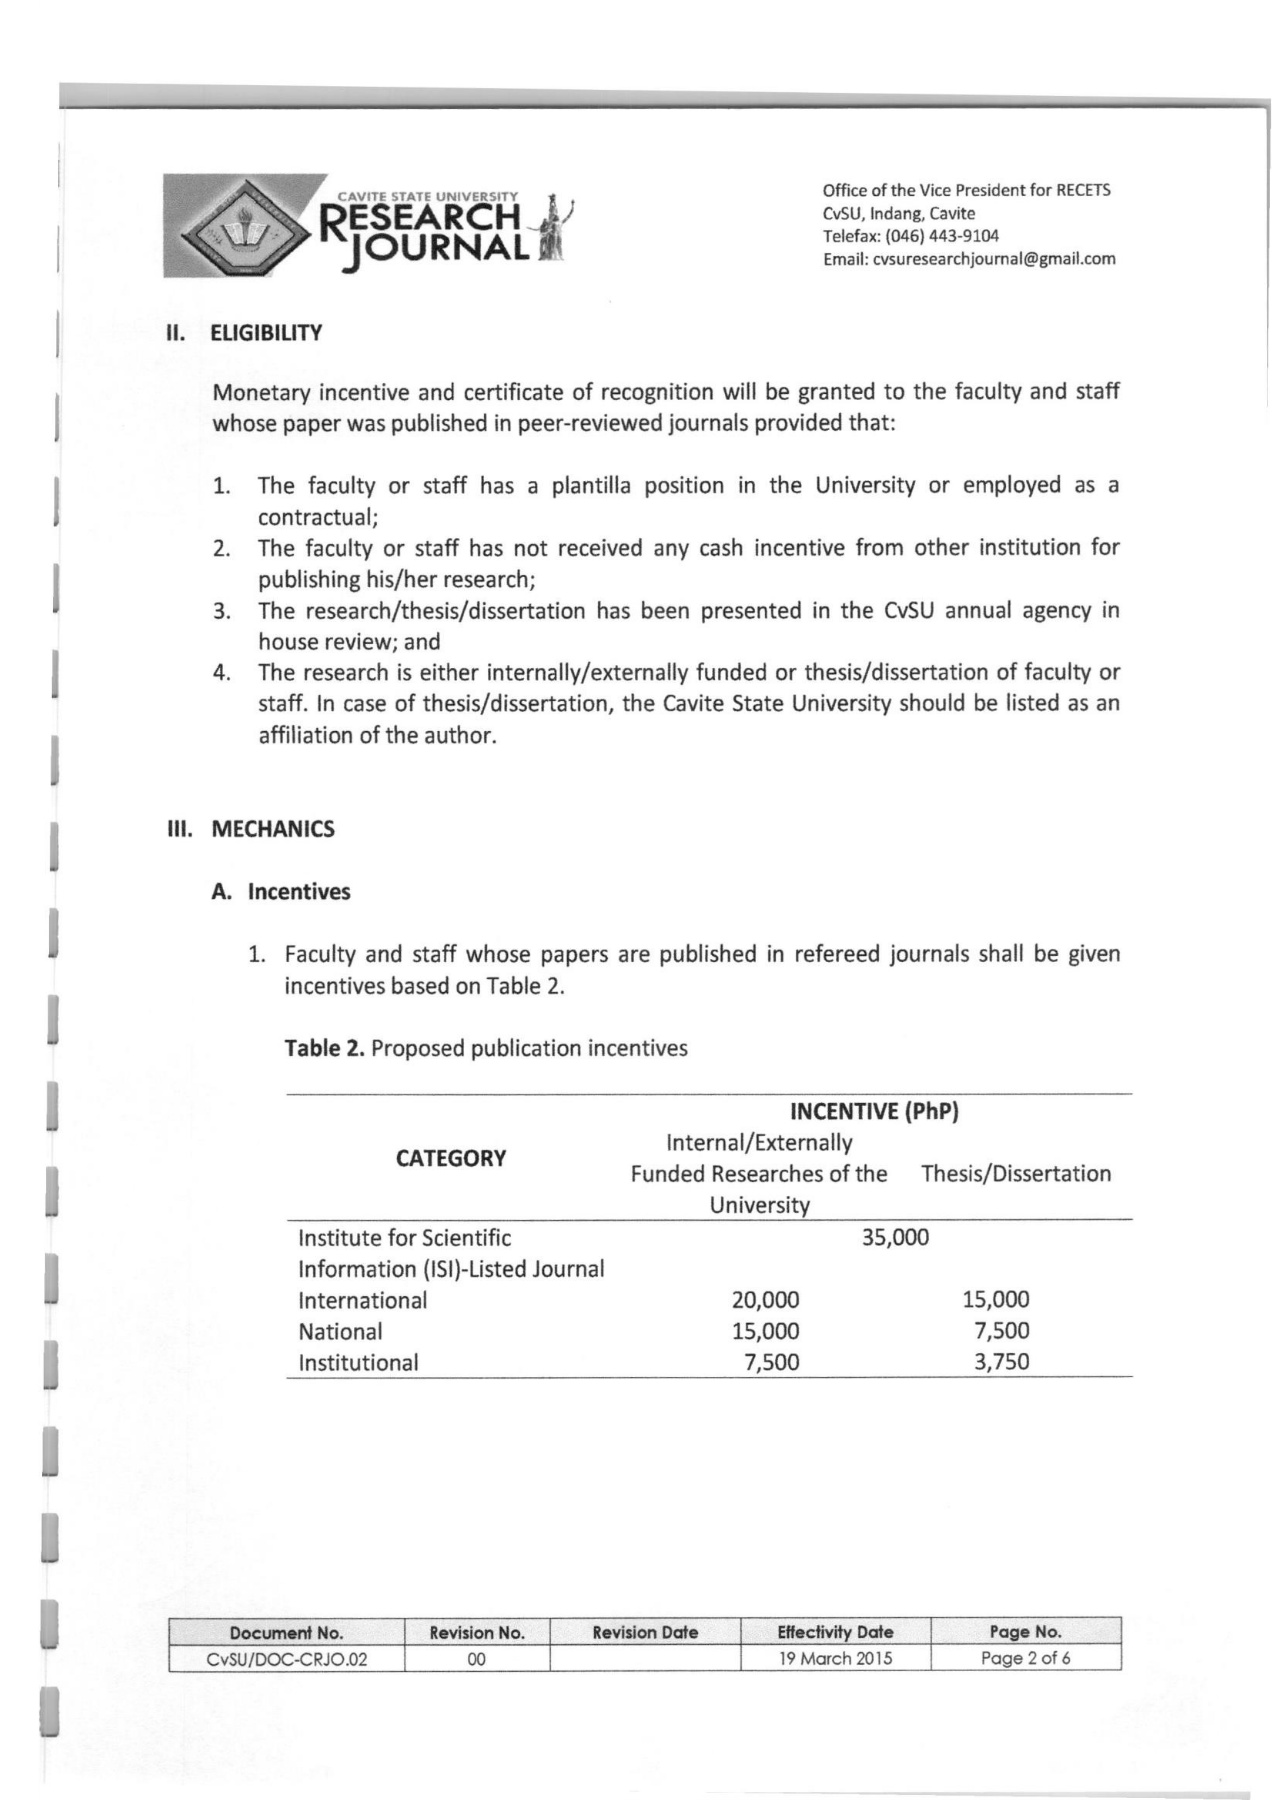 CAVITE STATE UNIVERSITY
RESEARCH
JOURNAL
Office of the Vice President for RECETS
CvSU, Indang, Cavite
Telefax: (046) 443-9104
Email: cvsuresearchjournal@gmail.com
II. ELIGIBILITY
Monetary incentive and certificate of recognition will be granted to the faculty and staff
whose paper was published in peer-reviewed journals provided that:
1. The faculty or staff has a plantilla position in the University or employed as a
contractual;
2. The faculty or staff has not received any cash incentive from other institution for
publishing his/her research;
3. The research/thesis/dissertation has been presented in the CvSU annual agency in
house review; and
4. The research is either internally/externally funded or thesis/dissertation of faculty or
staff. In case of thesis/dissertation, the Cavite State University should be listed as an
affiliation of the author.
III. MECHANICS
A. Incentives
1. Faculty and staff whose papers are published in refereed journals shall be given
incentives based on Table 2.
Table 2. Proposed publication incentives
INCENTIVE (PhP)
CATEGORY
Internal/Externally
Funded Researches of the
University
Thesis/Dissertation
Institute for Scientific 35,000
Information (ISI)-Listed Journal
International 20,000 15,000
National 15,000 7,500
Institutional 7,500 3,750
Document No. Revision No. Revision Date Effectivity Date Page No.
CvSU/DOC-CRJO.02 00 19 March 2015 Page 2 of 6